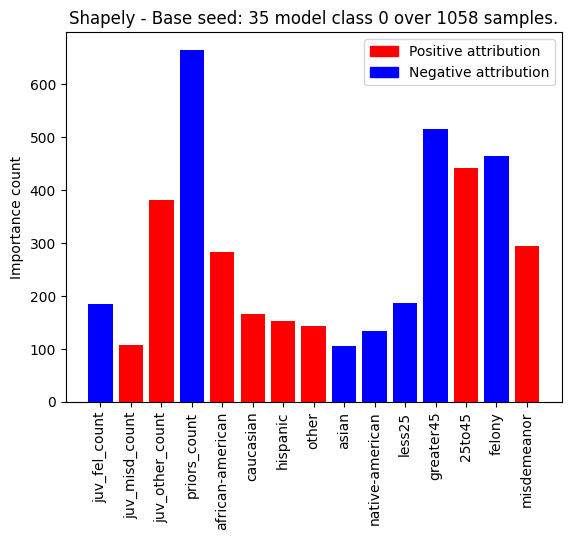 Shapely - Base seed: 35 model class 0 over 1058 samples.
Positive attribution
Negative attribution
Importance count
600
500
400
300
200
100
0
juv_fel_count
juv_misd_count
juv_other_count
priors_count
african-american
caucasian
hispanic
other
asian
native-american
less25
greater45
25to45
felony
misdemeanor